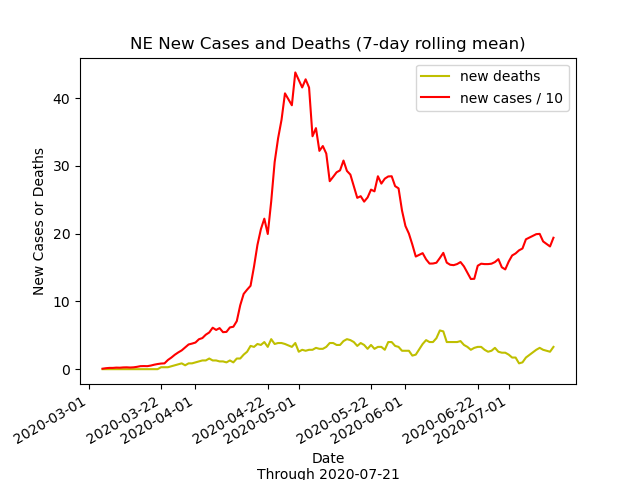 NE New Cases and Deaths (7-day rolling mean)
new deaths
new cases / 10
New Cases or Deaths
40
30
20
10
0
2020-03-01
2020-03-22
2020-04-01
2020-04-22
2020-05-01
2020-05-22
2020-06-01
2020-06-22
2020-07-01
Date
Through 2020-07-21